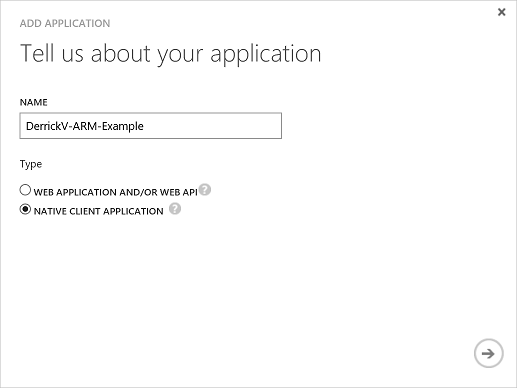 ADD APPLICATION
Tell us about your application
NAME
DerrickV-ARM-Example
Type
WEB APPLICATION AND/OR WEB API ?
NATIVE CLIENT APPLICATION ?